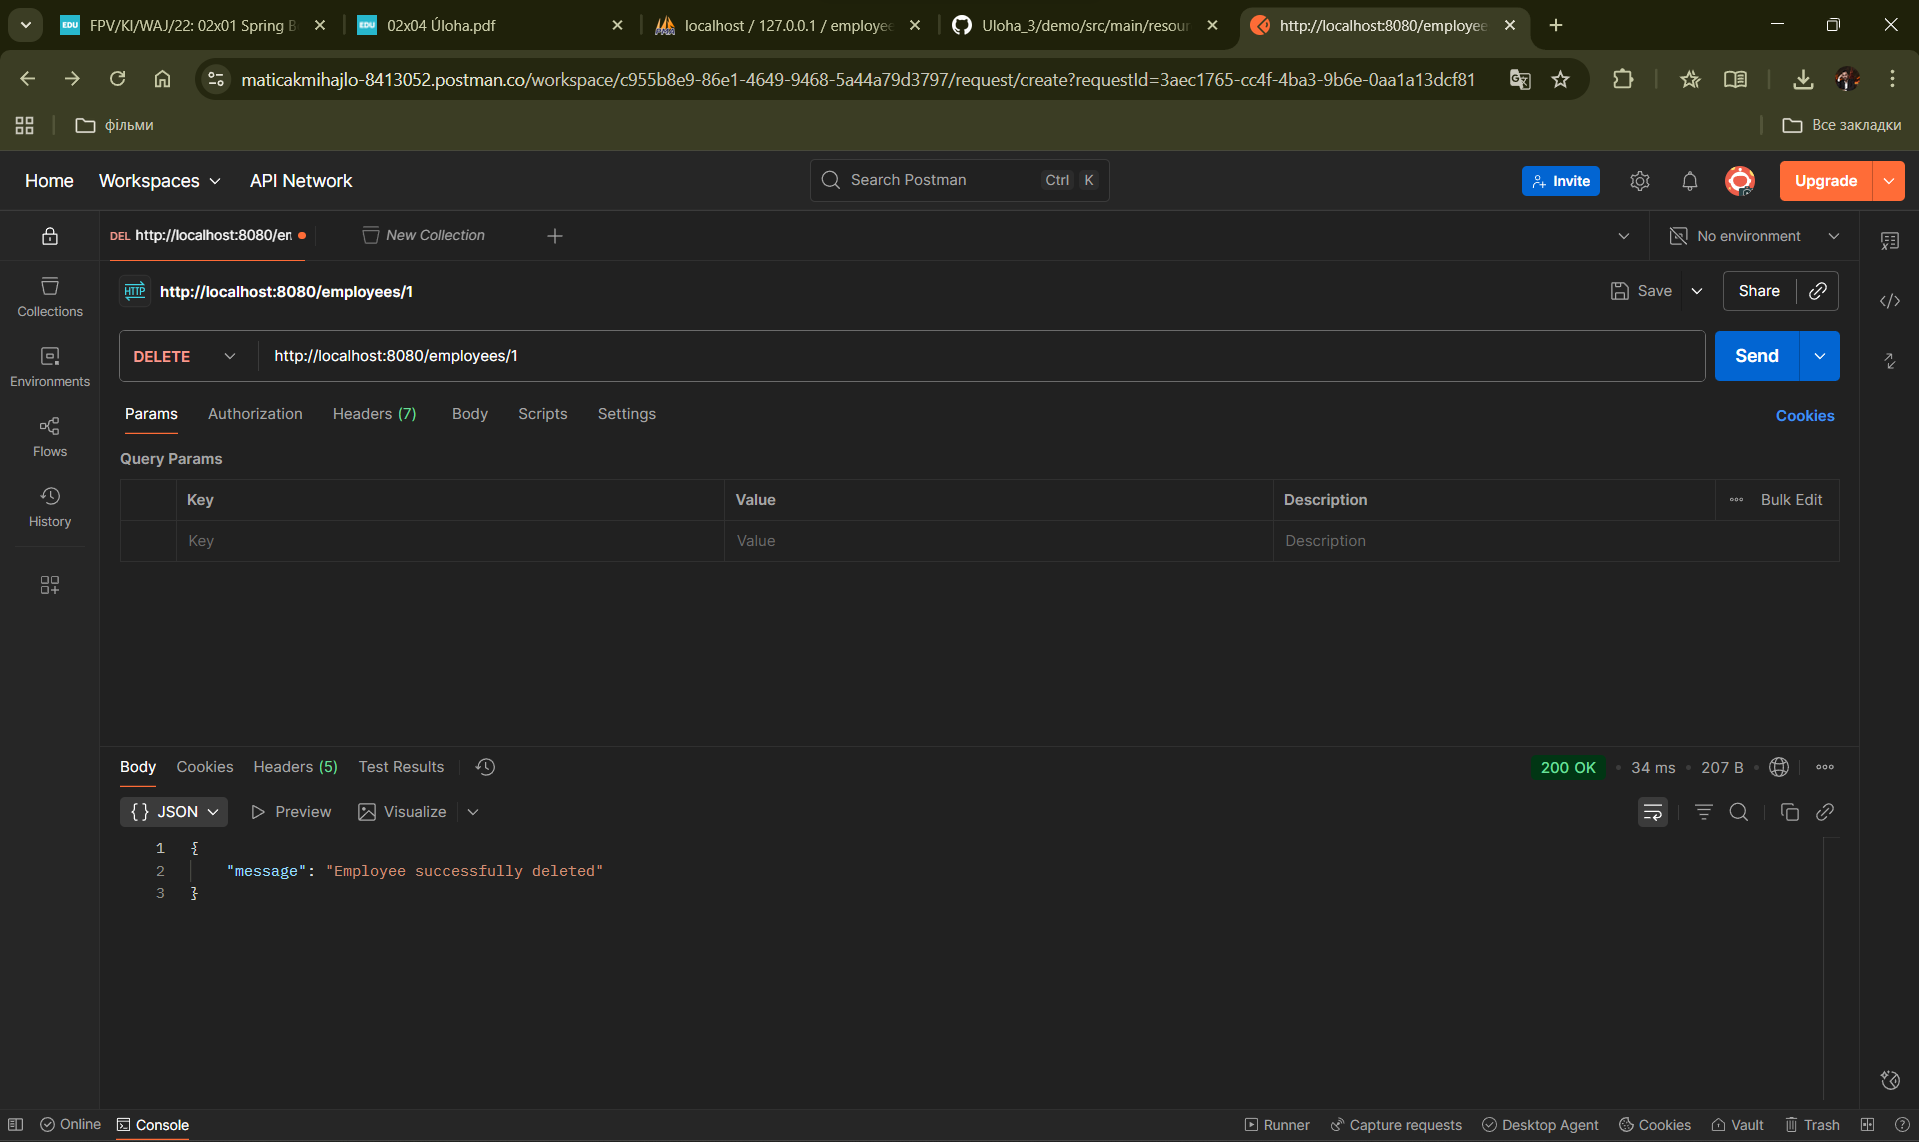 FPV/KI/WAJ/22: 02x01 Spring B
02x04 Úloha.pdf
localhost / 127.0.0.1 / employee
Uloha_3/demo/src/main/resour
http://localhost:8080/employee
maticakmihajlo-8413052.postman.co/workspace/c955b8e9-86e1-4649-9468-5a44a79d3797/request/create?requestId=3aec1765-cc4f-4ba3-9b6e-0aa1a13dcf81
фільми
Все закладки
Home
Workspaces
API Network
Search Postman
Ctrl
K
Invite
Upgrade
DEL http://localhost:8080/en
New Collection
No environment
Collections
Environments
Flows
History
HTTP
http://localhost:8080/employees/1
Save
Share
DELETE
http://localhost:8080/employees/1
Send
Params
Authorization
Headers (7)
Body
Scripts
Settings
Cookies
Query Params
Key
Value
Description
Bulk Edit
Key
Value
Description
Body
Cookies
Headers (5)
Test Results
200 OK
34 ms
207 B
{} JSON
Preview
Visualize
1 {
2 "message": "Employee successfully deleted"
3 }
Online
Console
Runner
Capture requests
Desktop Agent
Cookies
Vault
Trash